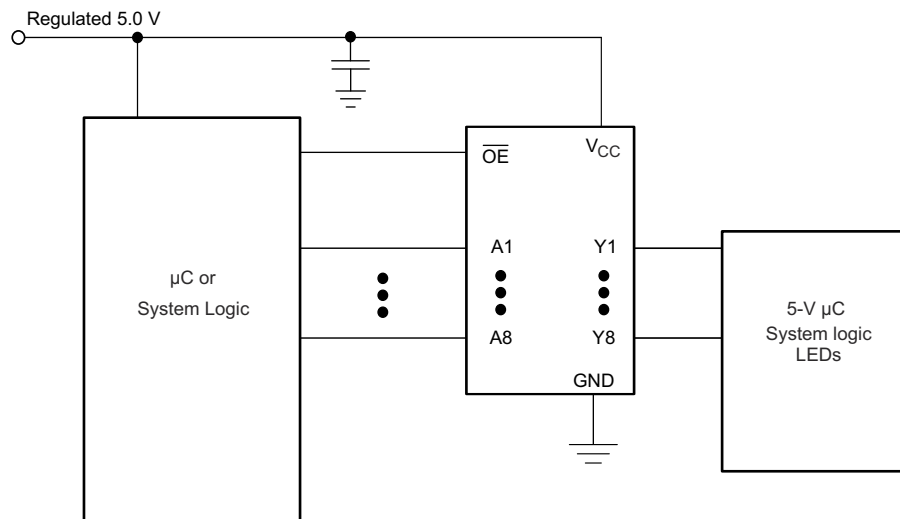 Regulated 5.0 V
OE
VCC
A1
Y1
µC or
System Logic
5-V µC
System logic
LEDs
A8
Y8
GND